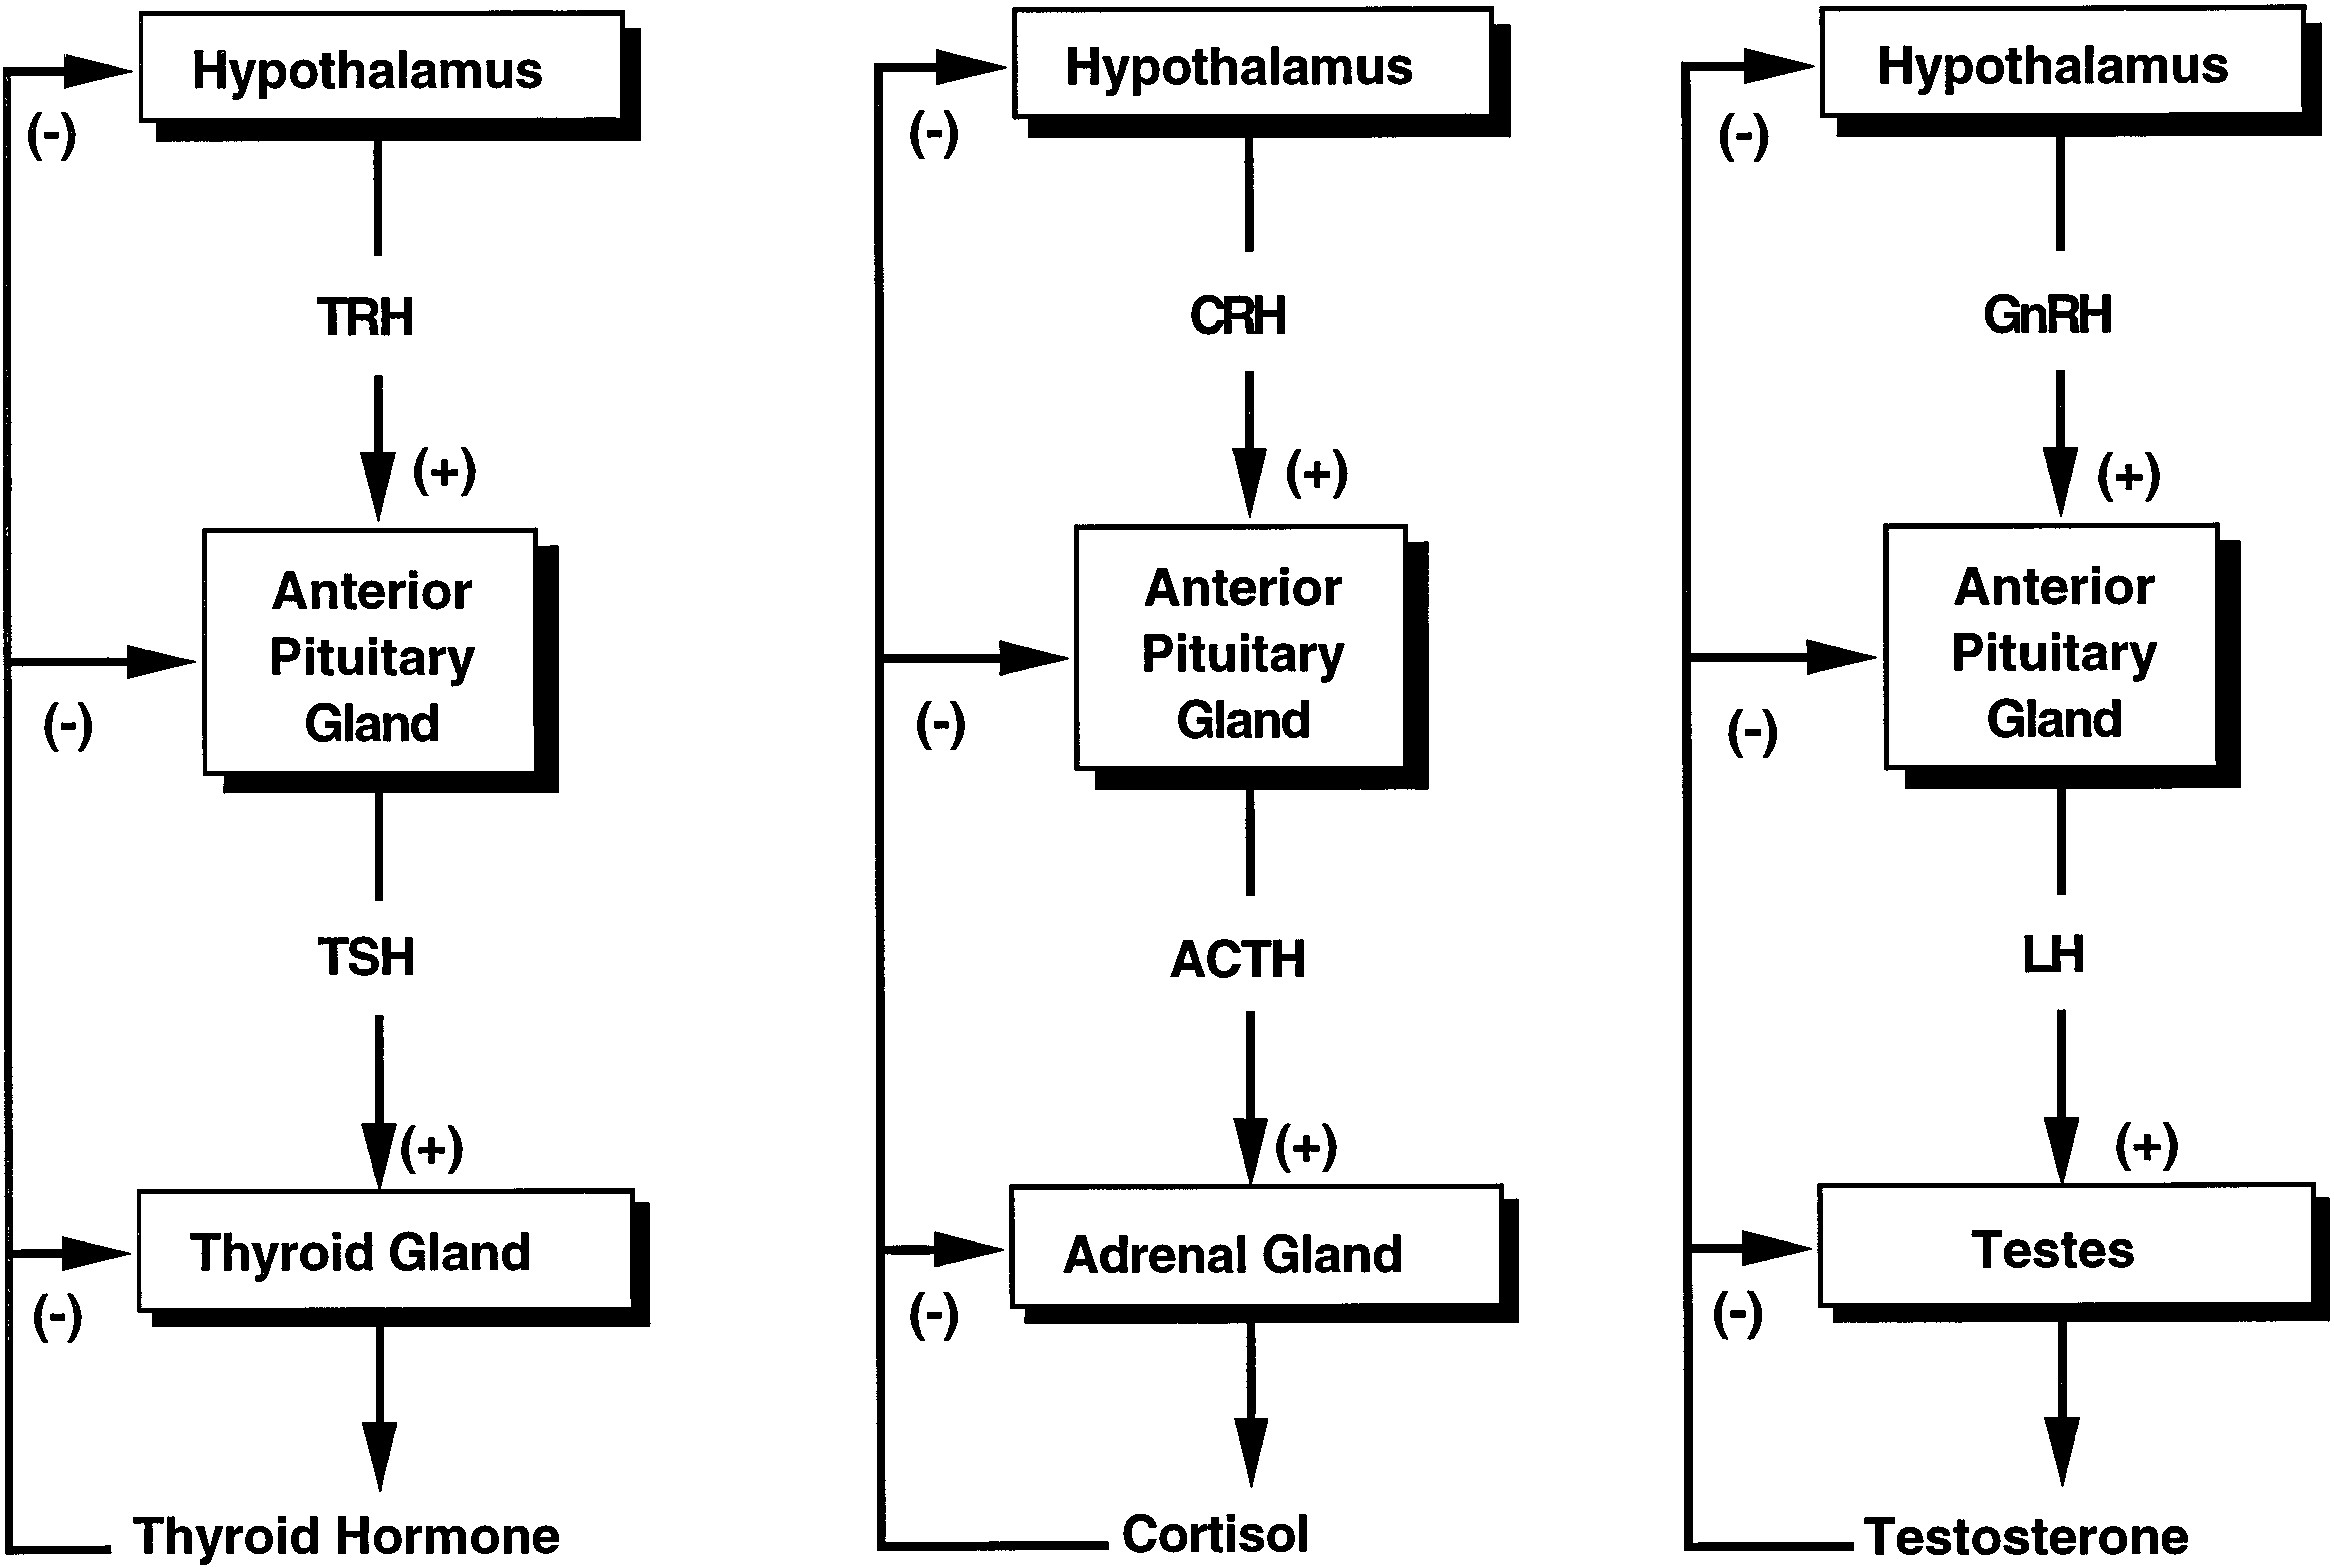 Hypothalamus
(-)
TRH
(+)
Anterior
Pituitary
Gland
(-)
TSH
(+)
Thyroid Gland
(-)
Thyroid Hormone
Hypothalamus
(-)
CRH
(+)
Anterior
Pituitary
Gland
(-)
ACTH
(+)
Adrenal Gland
(-)
Cortisol
Hypothalamus
(-)
GnRH
(+)
Anterior
Pituitary
Gland
(-)
LH
(+)
Testes
(-)
Testosterone